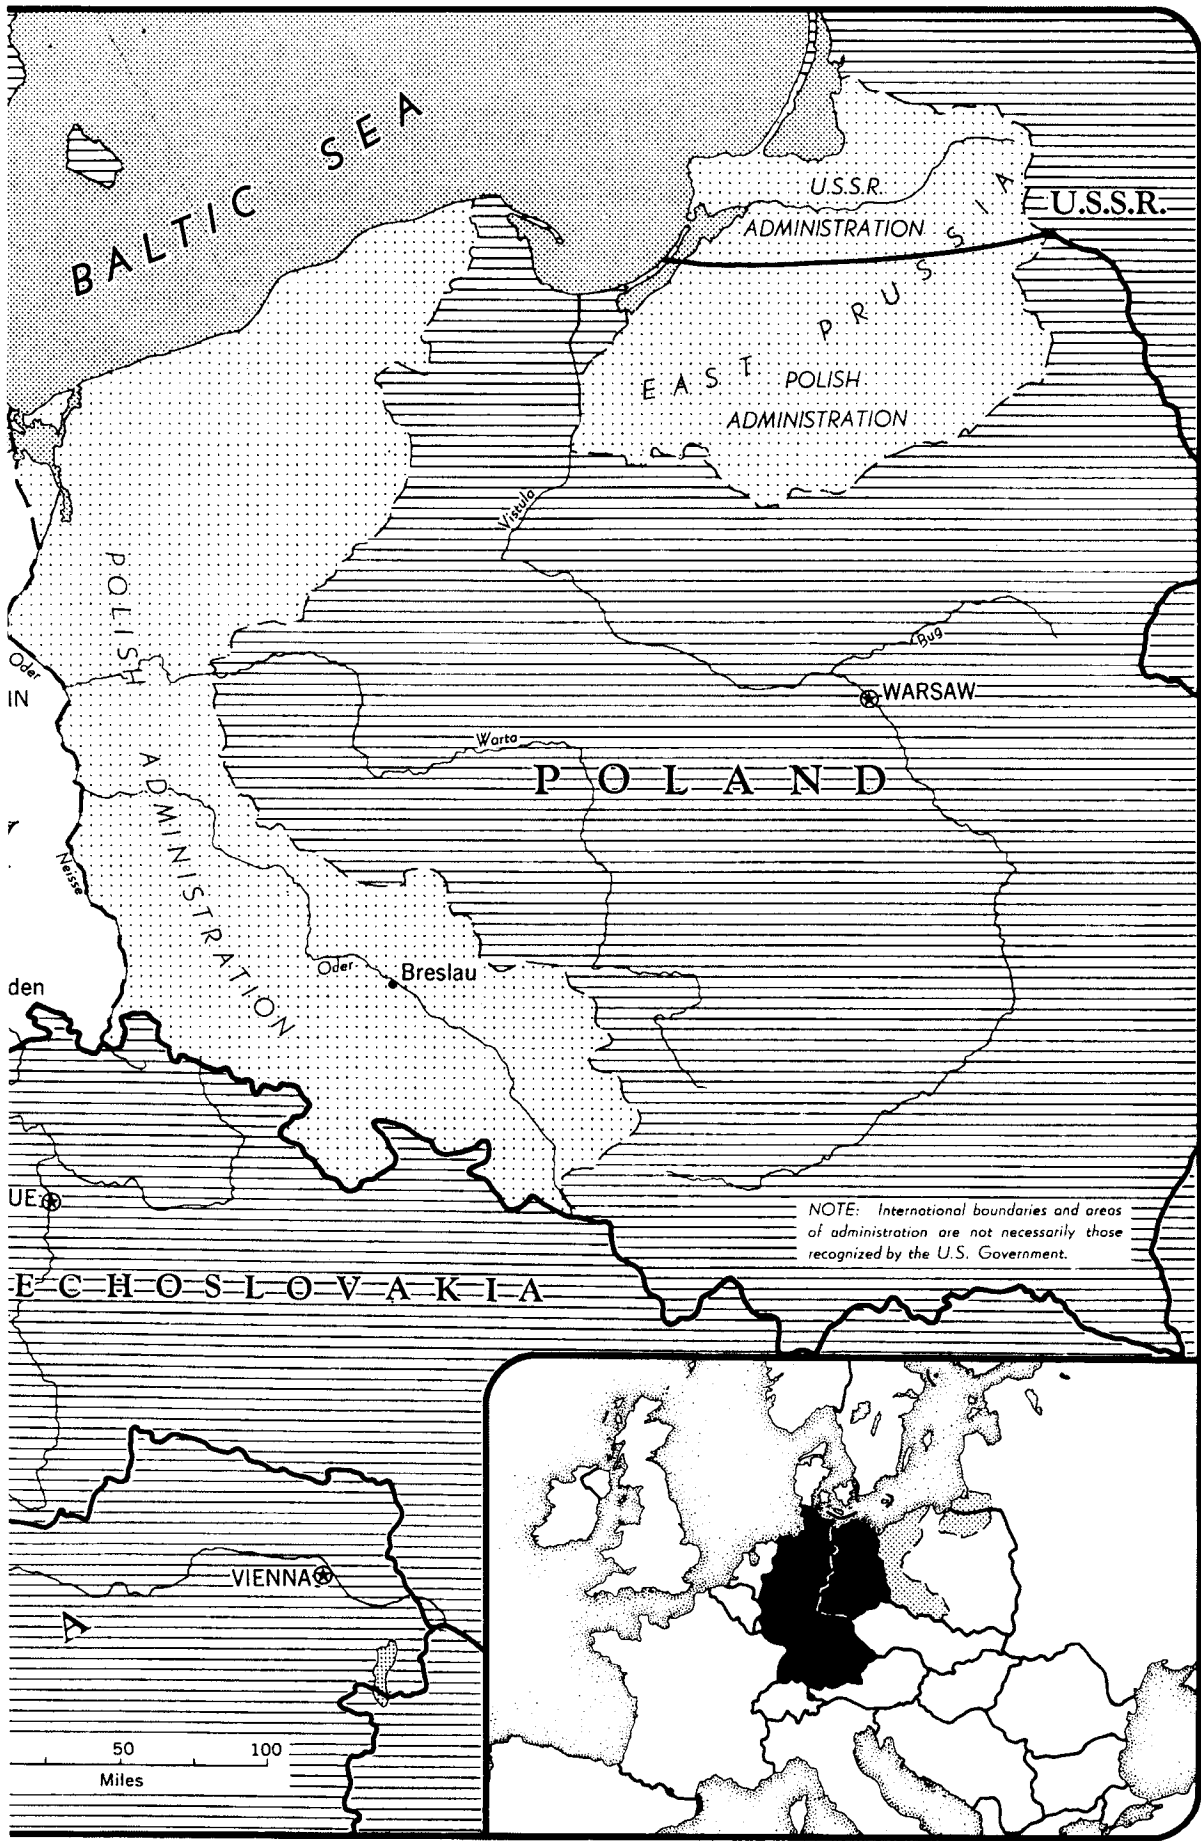 BALTIC SEA
U.S.S.R.
ADMINISTRATION
U.S.S.R.
EAST PRUSSIA
POLISH
ADMINISTRATION
Vistula
POLISH ADMINISTRATION
Oder
IN
Bug
WARSAW
Warta
POLAND
Neisse
Oder
Breslau
den
UE
NOTE: International boundaries and areas
of administration are not necessarily those
recognized by the U.S. Government.
ECHOSLOVAKIA
VIENNA
A
50 100
Miles